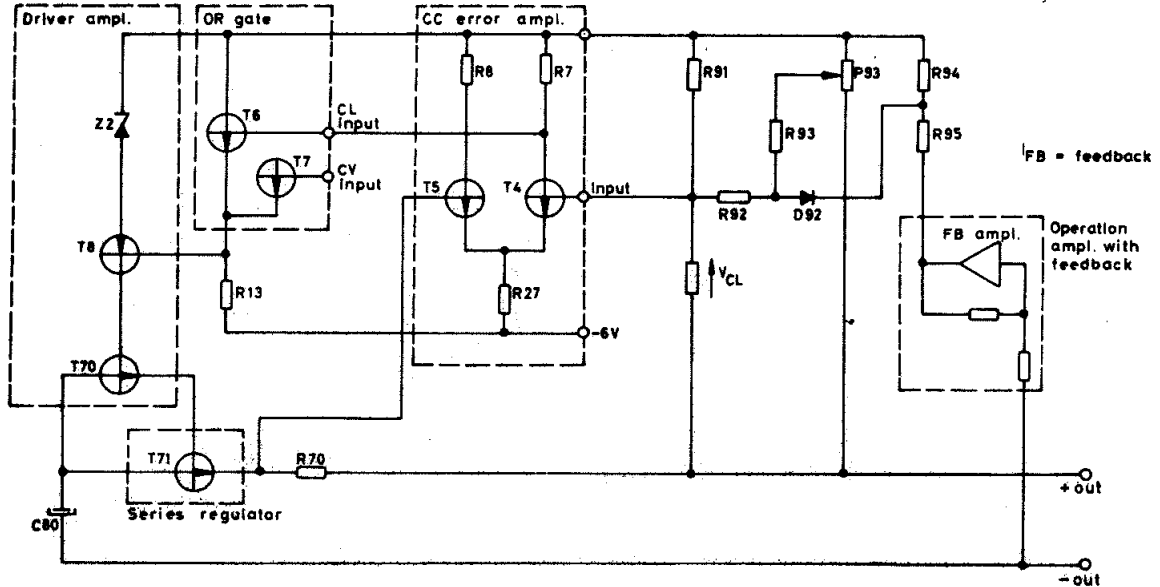 Driver ampl.
OR gate
CC error ampl.
R8
R7
R91
P93
R94
Z2
T6
CL
input
R93
R95
T7
CV
input
IFB = feedback
T5
T4
Input
R92
D92
FB ampl.
Operation
ampl. with
feedback
T8
R13
R27
VCL
-6V
T70
T71
R70
+out
C80
Series regulator
-out